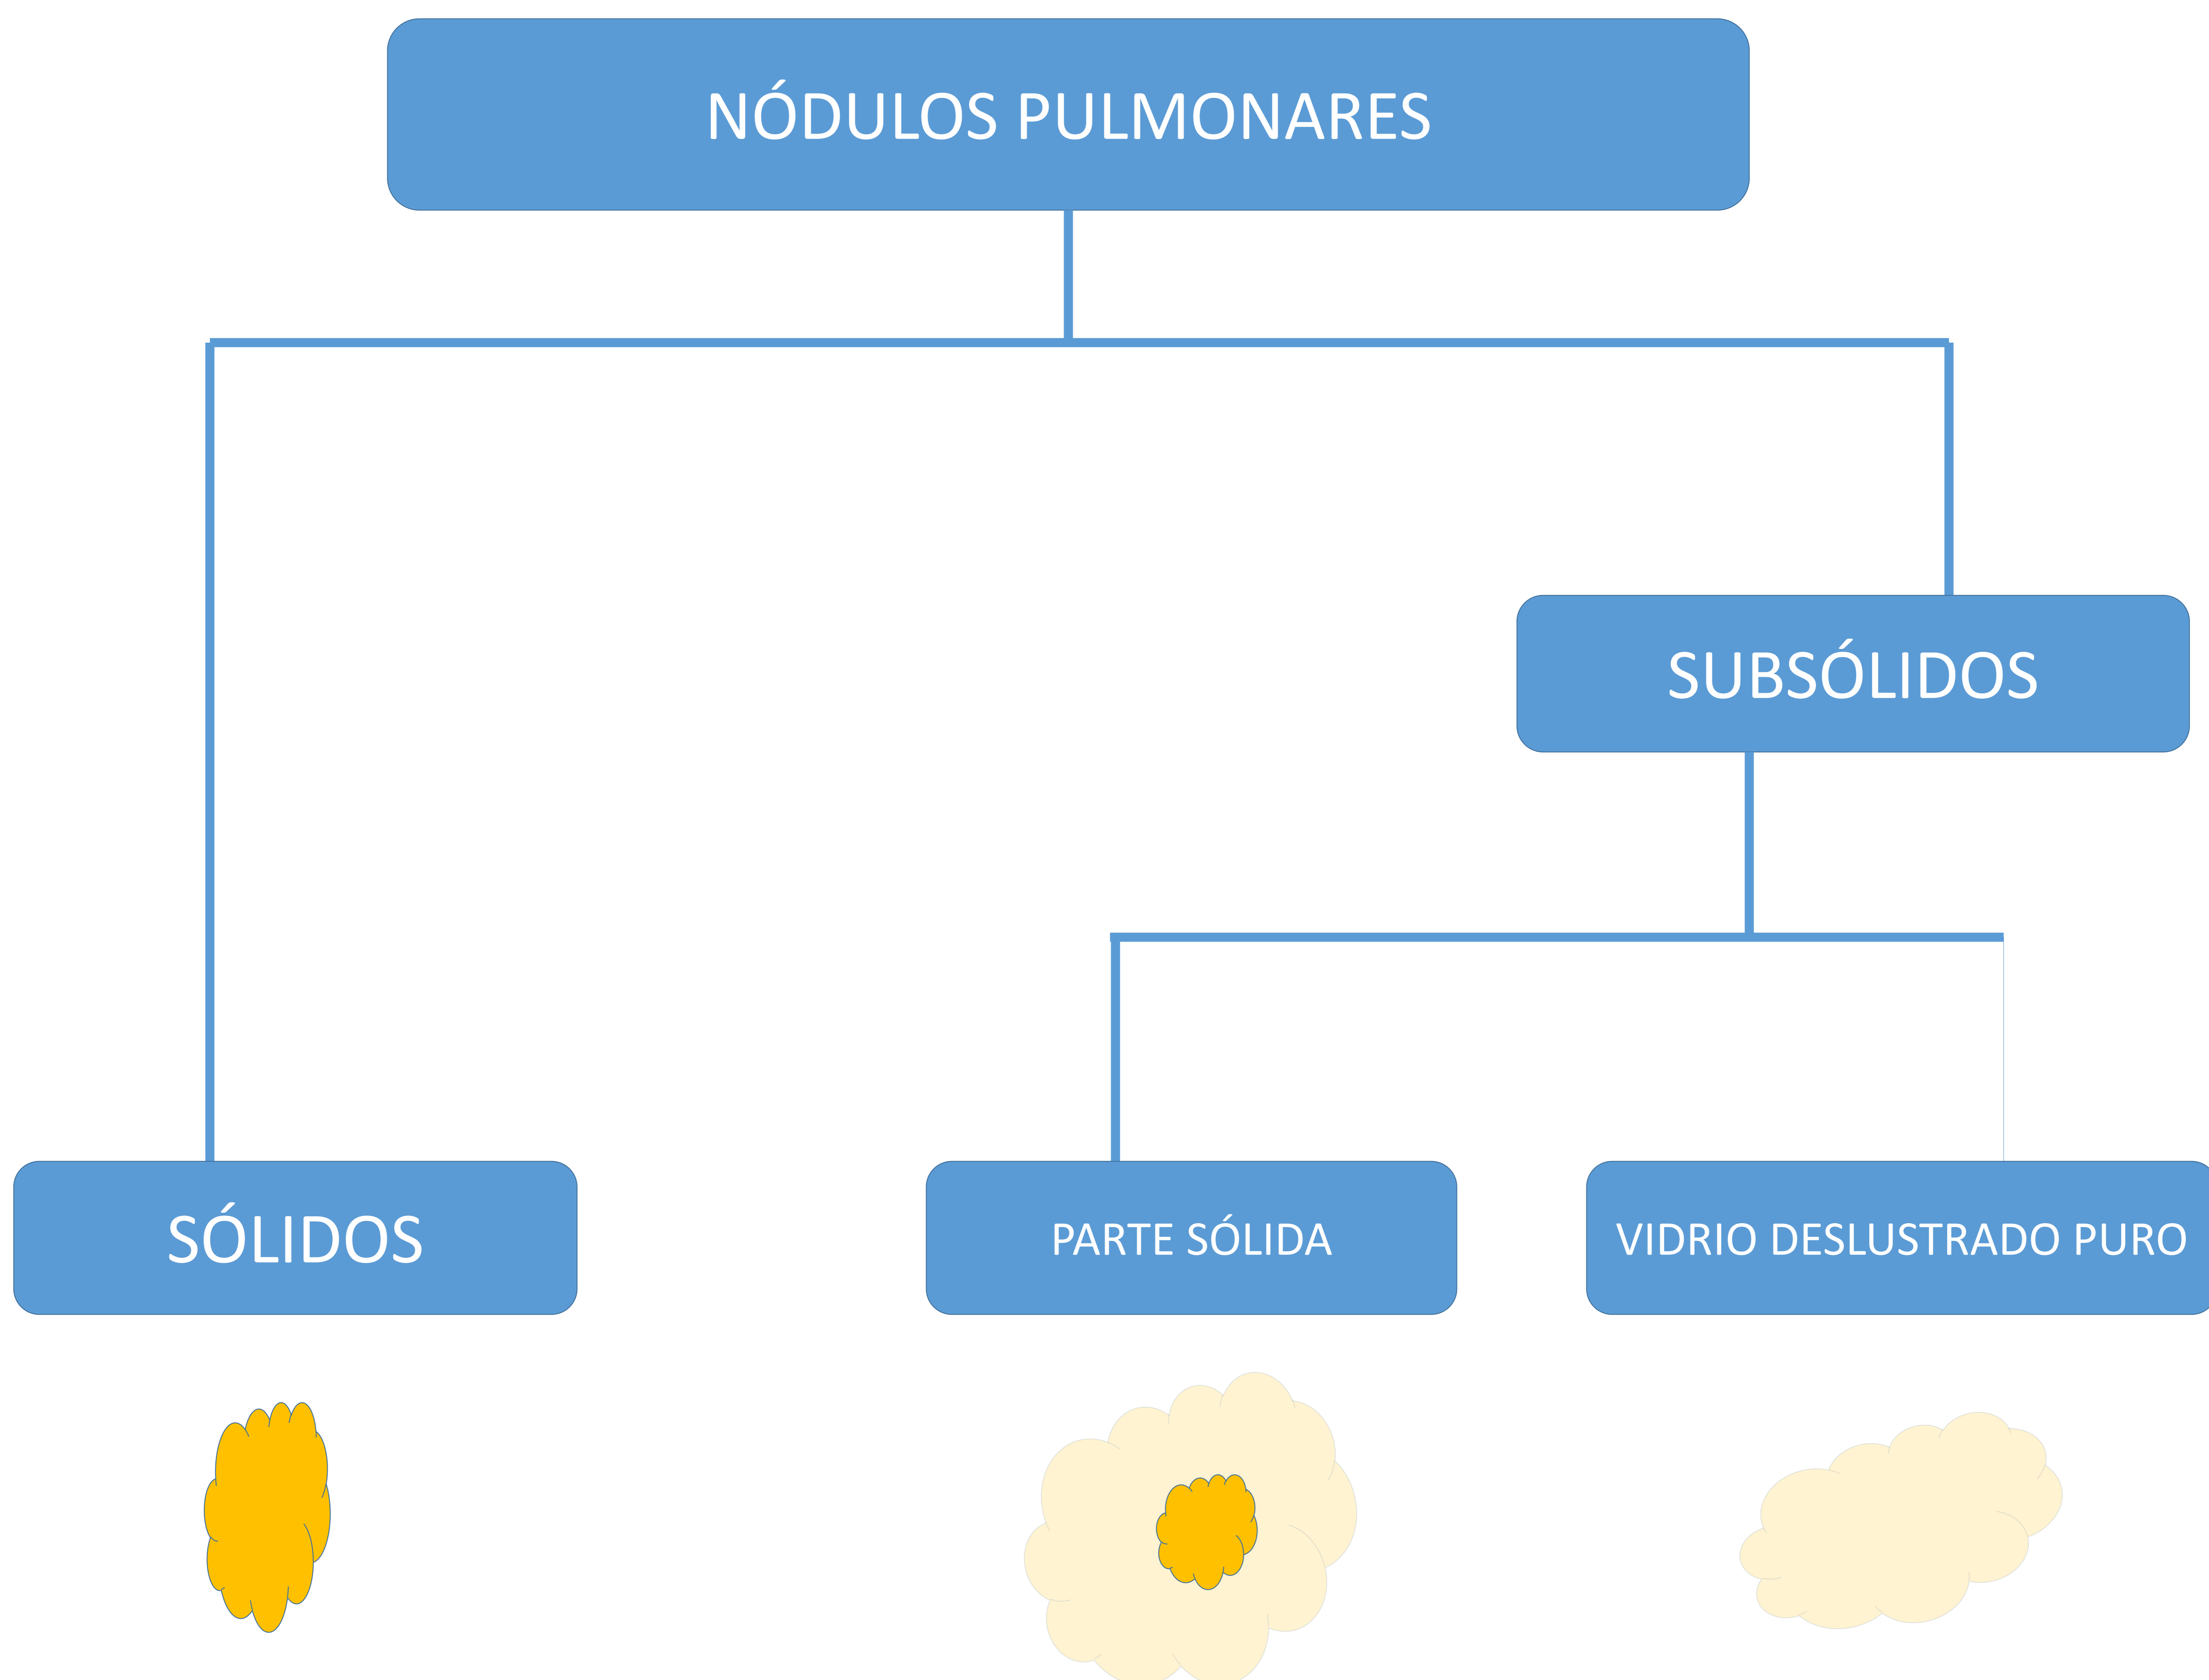 NÓDULOS PULMONARES
SUBSÓLIDOS
SÓLIDOS
PARTE SÓLIDA
VIDRIO DESLUSTRADO PURO